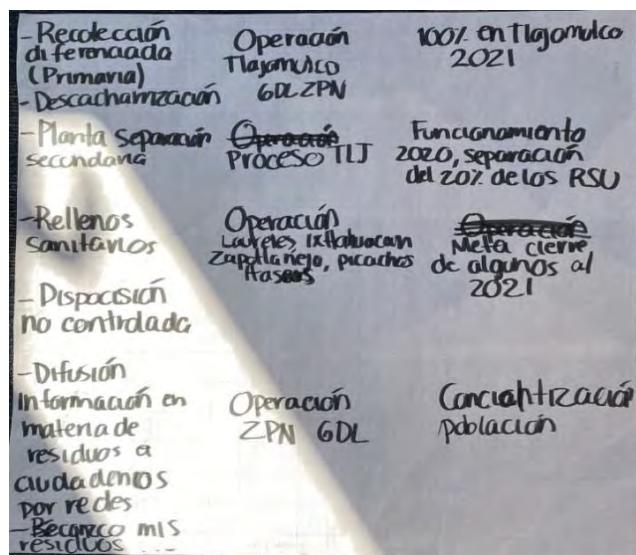 - Recolección
diferenciada
(Primaria)
- Descacharrización
Operación
Tlajomulco
GDL ZPN
100% en Tlajomulco
2021
- Planta separación
secundaria
Operación
Proceso TLJ
Funcionamiento
2020, separación
del 20% de los RSU
- Rellenos
sanitarios
Operación
Laureles, Ixtlahuacan
Zapotlanejo, picachos
Operación
Meta cierre
de algunos al
2021
- Disposición
no controlada
- Difusión
Información en
materia de
residuos a
ciudadanos
por redes
- mis
residuos ...
Operación
ZPN GDL
población